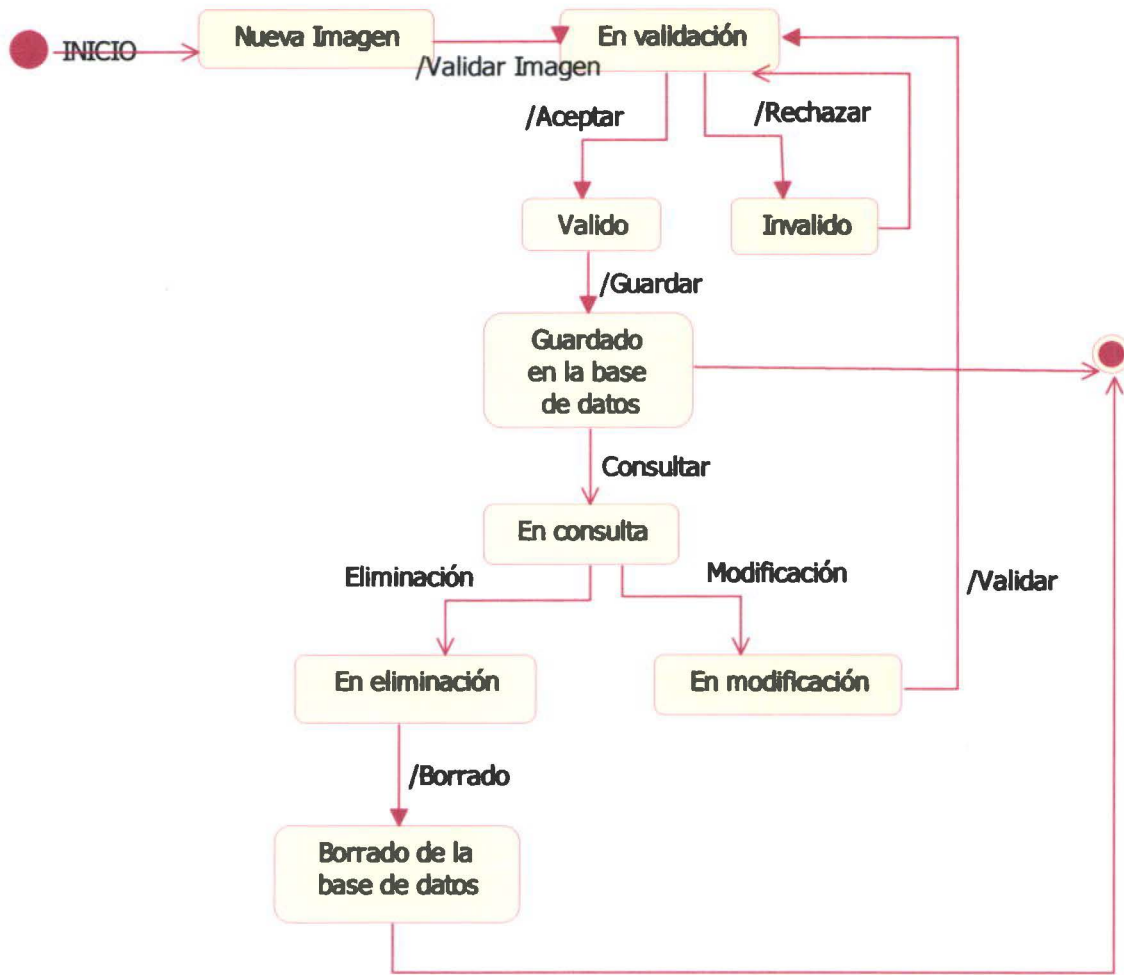 INICIO
Nueva Imagen
/Validar Imagen
En validación
/Aceptar
/Rechazar
Valido
Invalido
/Guardar
Guardado
en la base
de datos
Consultar
En consulta
Eliminación
Modificación
/Validar
En eliminación
En modificación
/Borrado
Borrado de la
base de datos